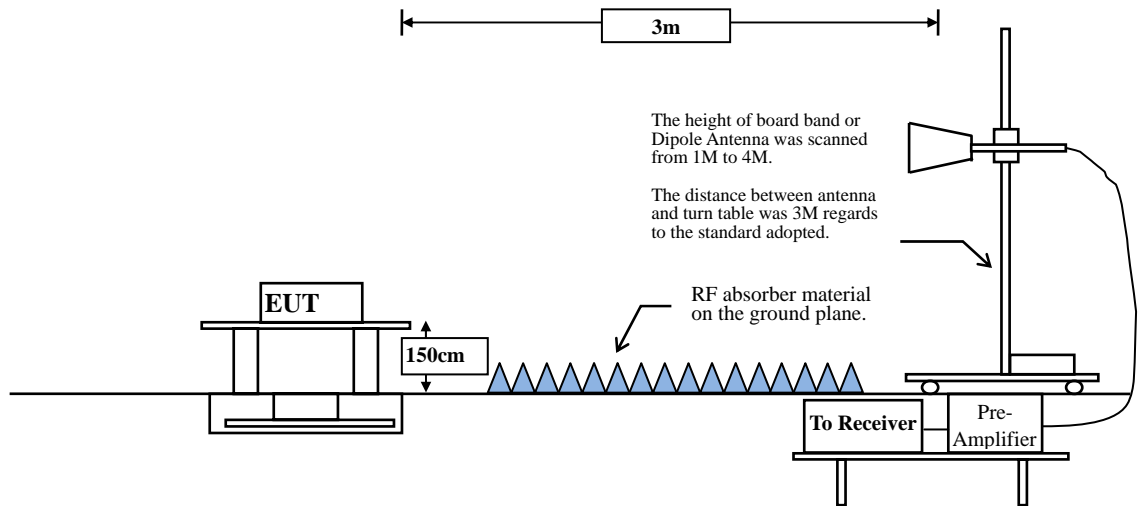 3m
The height of board band or
Dipole Antenna was scanned
from 1M to 4M.
The distance between antenna
and turn table was 3M regards
to the standard adopted.
EUT
RF absorber material
on the ground plane.
150cm
To Receiver
Pre-
Amplifier